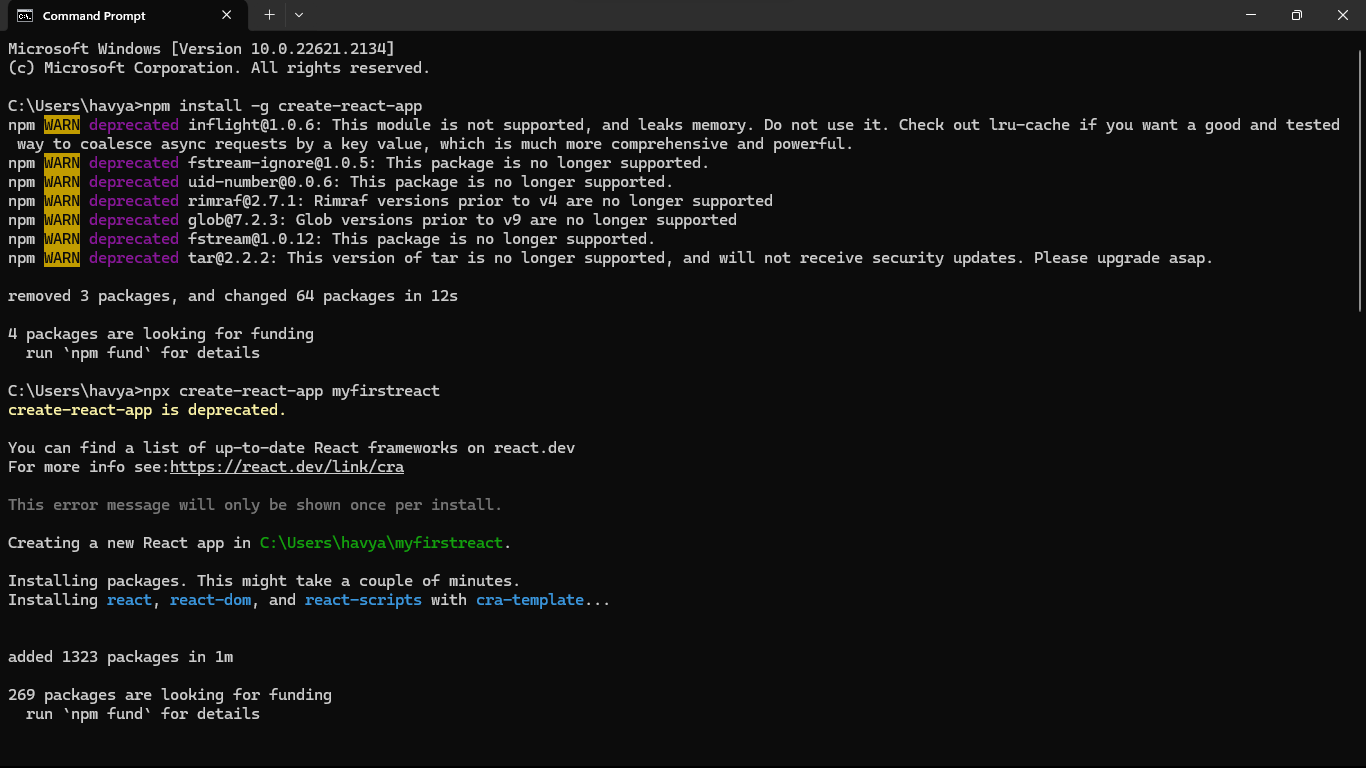 Command Prompt
Microsoft Windows [Version 10.0.22621.2134]
(c) Microsoft Corporation. All rights reserved.
C:\Users\havya>npm install -g create-react-app
npm WARN deprecated inflight@1.0.6: This module is not supported, and leaks memory. Do not use it. Check out lru-cache if you want a good and tested
way to coalesce async requests by a key value, which is much more comprehensive and powerful.
npm WARN deprecated fstream-ignore@1.0.5: This package is no longer supported.
npm WARN deprecated uid-number@0.0.6: This package is no longer supported.
npm WARN deprecated rimraf@2.7.1: Rimraf versions prior to v4 are no longer supported
npm WARN deprecated glob@7.2.3: Glob versions prior to v9 are no longer supported
npm WARN deprecated fstream@1.0.12: This package is no longer supported.
npm WARN deprecated tar@2.2.2: This version of tar is no longer supported, and will not receive security updates. Please upgrade asap.
removed 3 packages, and changed 64 packages in 12s
4 packages are looking for funding
run `npm fund` for details
C:\Users\havya>npx create-react-app myfirstreact
create-react-app is deprecated.
You can find a list of up-to-date React frameworks on react.dev
For more info see:https://react.dev/link/cra
This error message will only be shown once per install.
Creating a new React app in C:\Users\havya\myfirstreact.
Installing packages. This might take a couple of minutes.
Installing react, react-dom, and react-scripts with cra-template...
added 1323 packages in 1m
269 packages are looking for funding
run `npm fund` for details